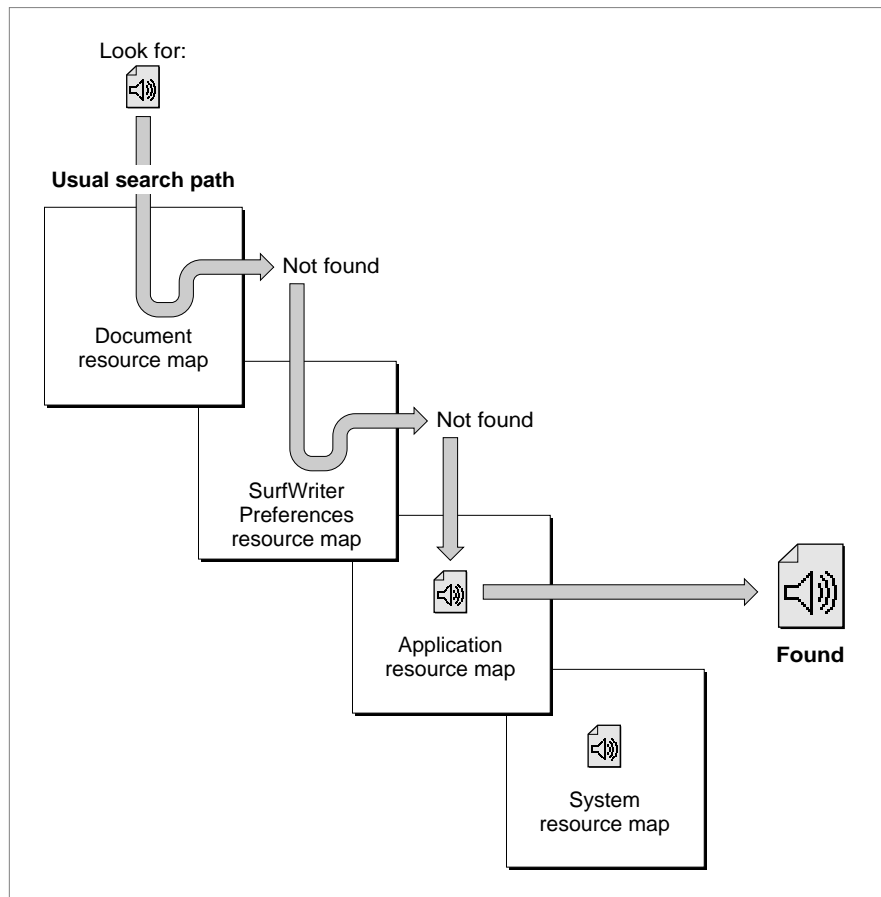 Look for:
Usual search path
Not found
Document
resource map
Not found
SurfWriter
Preferences
resource map
Application
resource map
Found
System
resource map